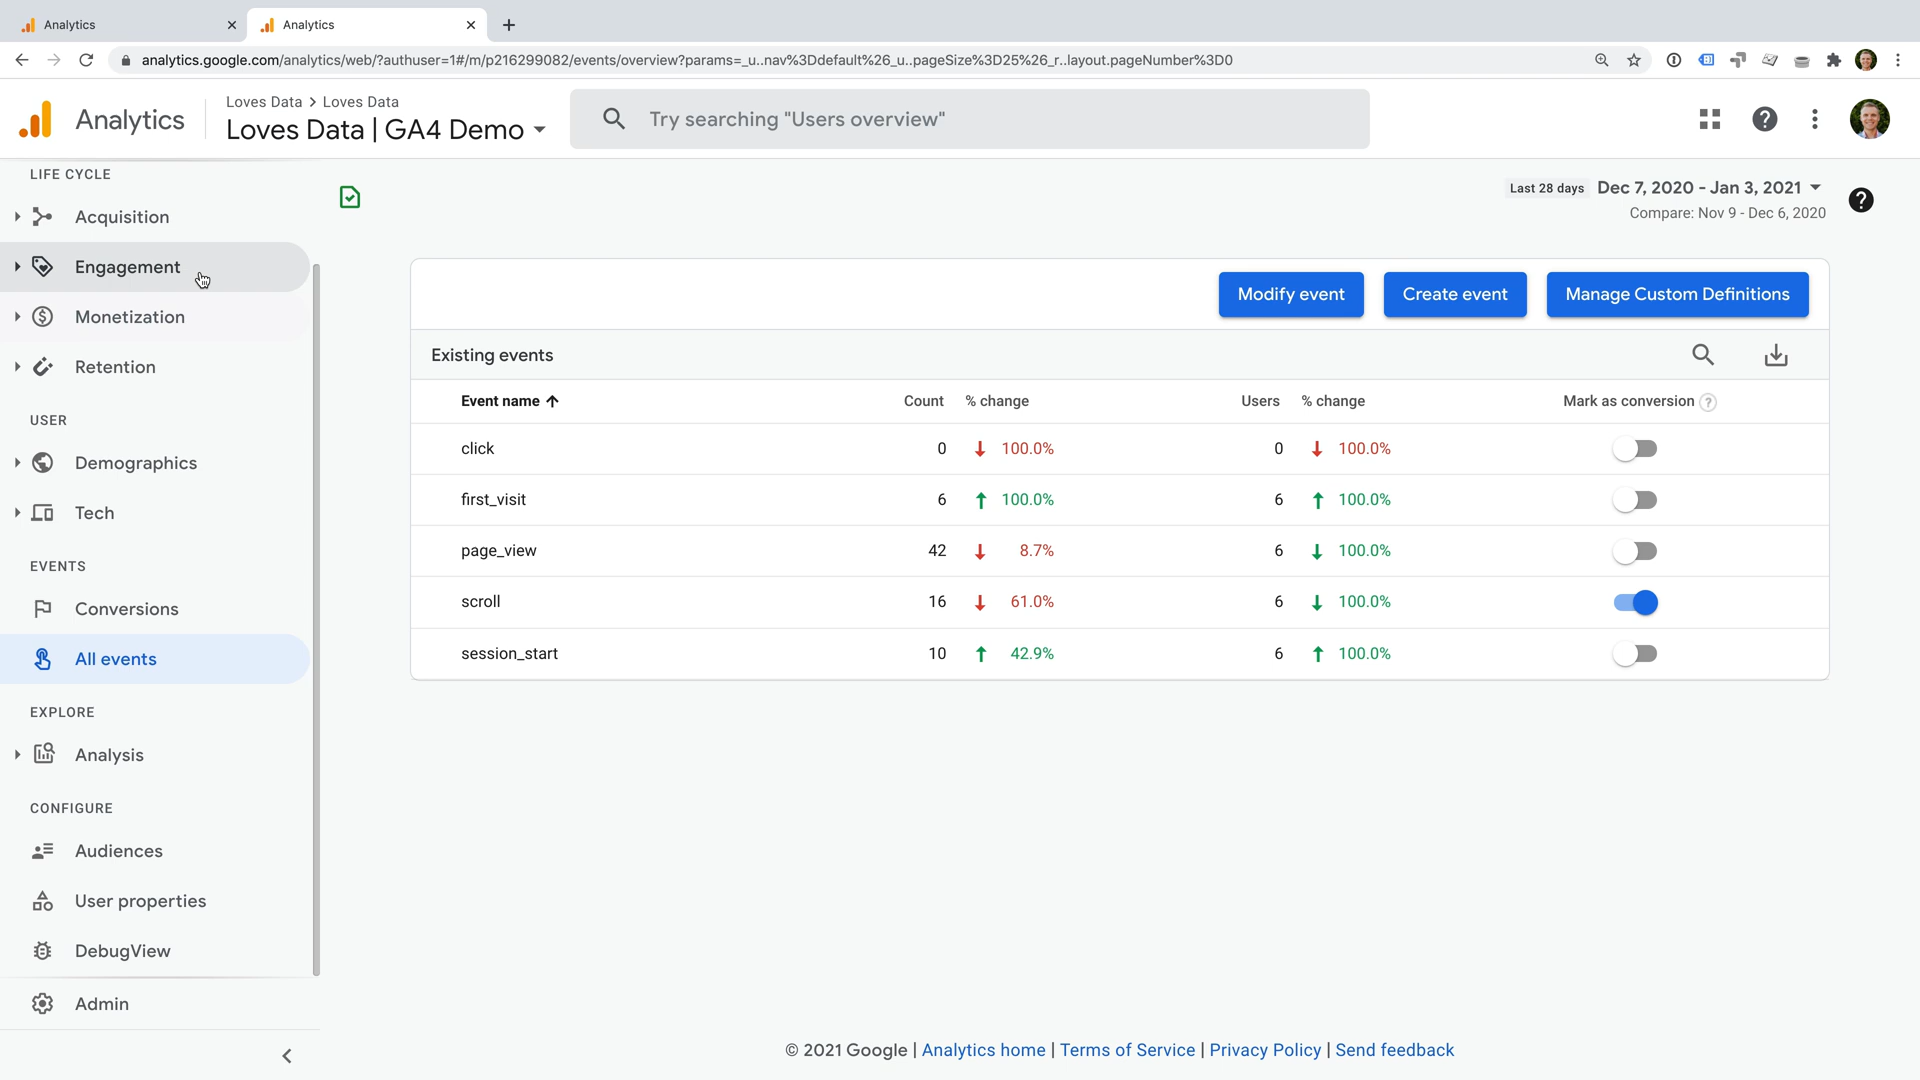 Analytics
Analytics
analytics.google.com/analytics/web/?authuser=1#/m/p216299082/events/overview?params=_u..nav%3Ddefault%26_u..pageSize%3D25%26_r..layout.pageNumber%3D0
Analytics
Loves Data > Loves Data
Loves Data | GA4 Demo
Try searching "Users overview"
LIFE CYCLE
Acquisition
Engagement
Monetization
Retention
USER
Demographics
Tech
EVENTS
Conversions
All events
EXPLORE
Analysis
CONFIGURE
Audiences
User properties
DebugView
Admin
Last 28 days Dec 7, 2020 - Jan 3, 2021
Compare: Nov 9 - Dec 6, 2020
Modify event Create event Manage Custom Definitions
Existing events
Event name Count % change Users % change Mark as conversion
click 0 100.0% 0 100.0%
first_visit 6 100.0% 6 100.0%
page_view 42 8.7% 6 100.0%
scroll 16 61.0% 6 100.0%
session_start 10 42.9% 6 100.0%
© 2021 Google | Analytics home | Terms of Service | Privacy Policy | Send feedback